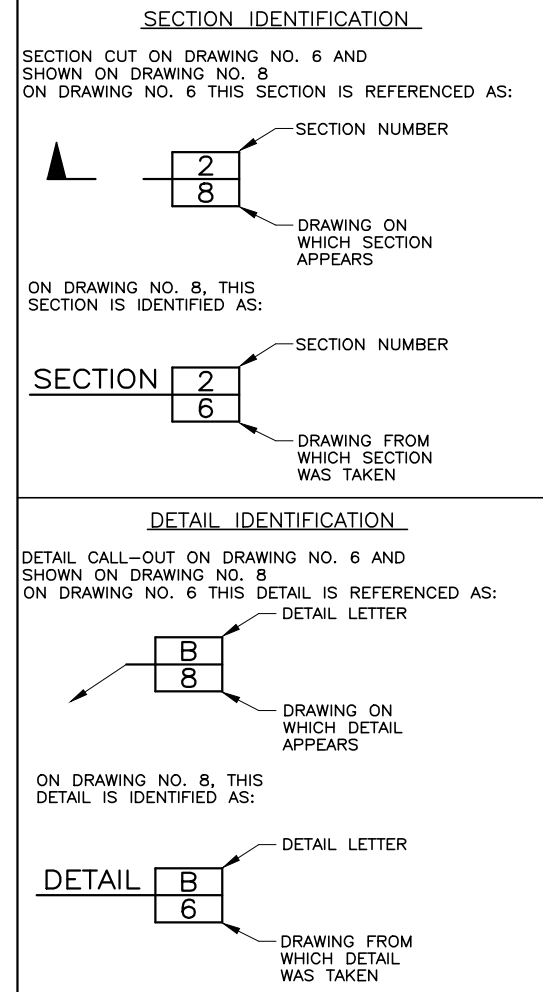 SECTION IDENTIFICATION
SECTION CUT ON DRAWING NO. 6 AND
SHOWN ON DRAWING NO. 8
ON DRAWING NO. 6 THIS SECTION IS REFERENCED AS:
SECTION NUMBER
2
8
DRAWING ON
WHICH SECTION
APPEARS
ON DRAWING NO. 8, THIS
SECTION IS IDENTIFIED AS:
SECTION NUMBER
SECTION 2
6
DRAWING FROM
WHICH SECTION
WAS TAKEN
DETAIL IDENTIFICATION
DETAIL CALL-OUT ON DRAWING NO. 6 AND
SHOWN ON DRAWING NO. 8
ON DRAWING NO. 6 THIS DETAIL IS REFERENCED AS:
DETAIL LETTER
B
8
DRAWING ON
WHICH DETAIL
APPEARS
ON DRAWING NO. 8, THIS
DETAIL IS IDENTIFIED AS:
DETAIL LETTER
DETAIL B
6
DRAWING FROM
WHICH DETAIL
WAS TAKEN